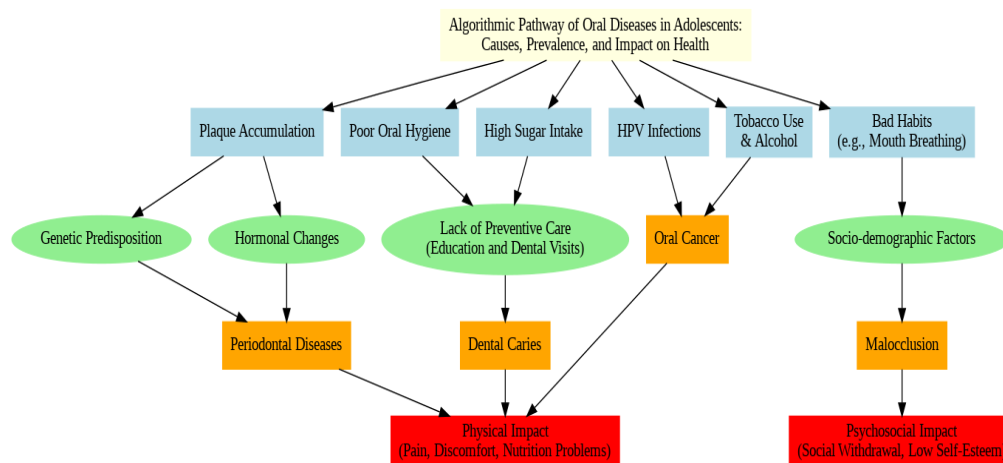 Algorithmic Pathway of Oral Diseases in Adolescents:
Causes, Prevalence, and Impact on Health
Plaque Accumulation
Poor Oral Hygiene
High Sugar Intake
HPV Infections
Tobacco Use
& Alcohol
Bad Habits
(e.g., Mouth Breathing)
Genetic Predisposition
Hormonal Changes
Lack of Preventive Care
(Education and Dental Visits)
Oral Cancer
Socio-demographic Factors
Periodontal Diseases
Dental Caries
Malocclusion
Physical Impact
(Pain, Discomfort, Nutrition Problems)
Psychosocial Impact
(Social Withdrawal, Low Self-Esteem